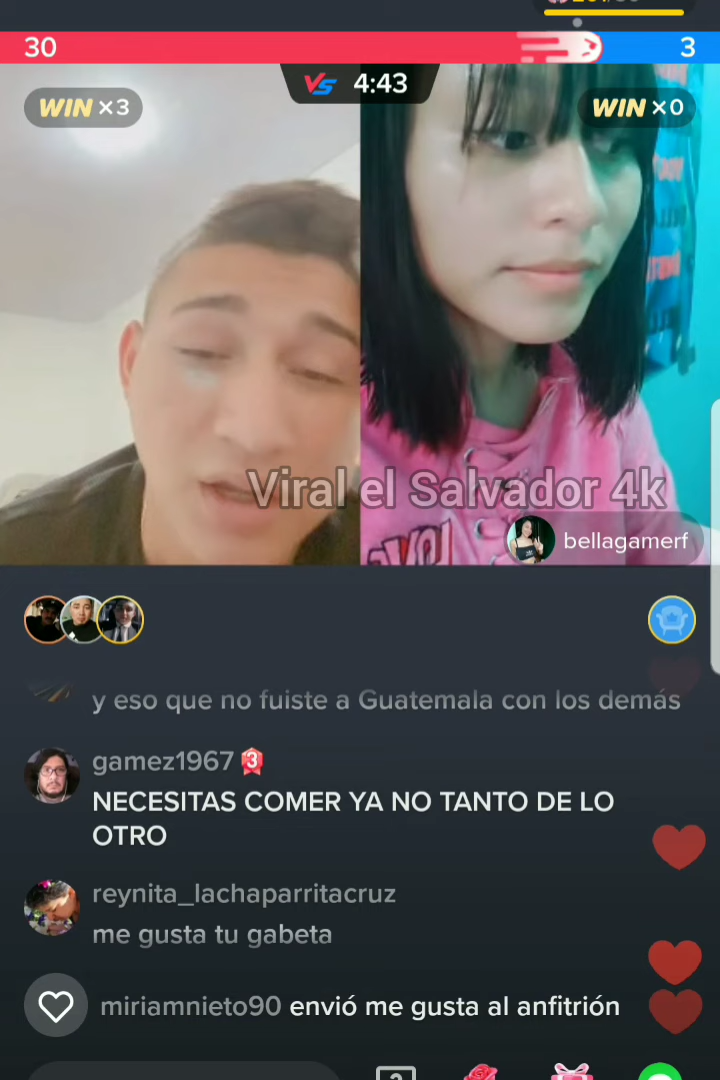 30
3
VS 4:43
WIN ×3
WIN ×0
Viral el Salvador 4k
bellagamerf
y eso que no fuiste a Guatemala con los demás
gamez1967 3
NECESITAS COMER YA NO TANTO DE LO
OTRO
reynita_lachaparritacruz
me gusta tu gabeta
miriamnieto90 envió me gusta al anfitrión